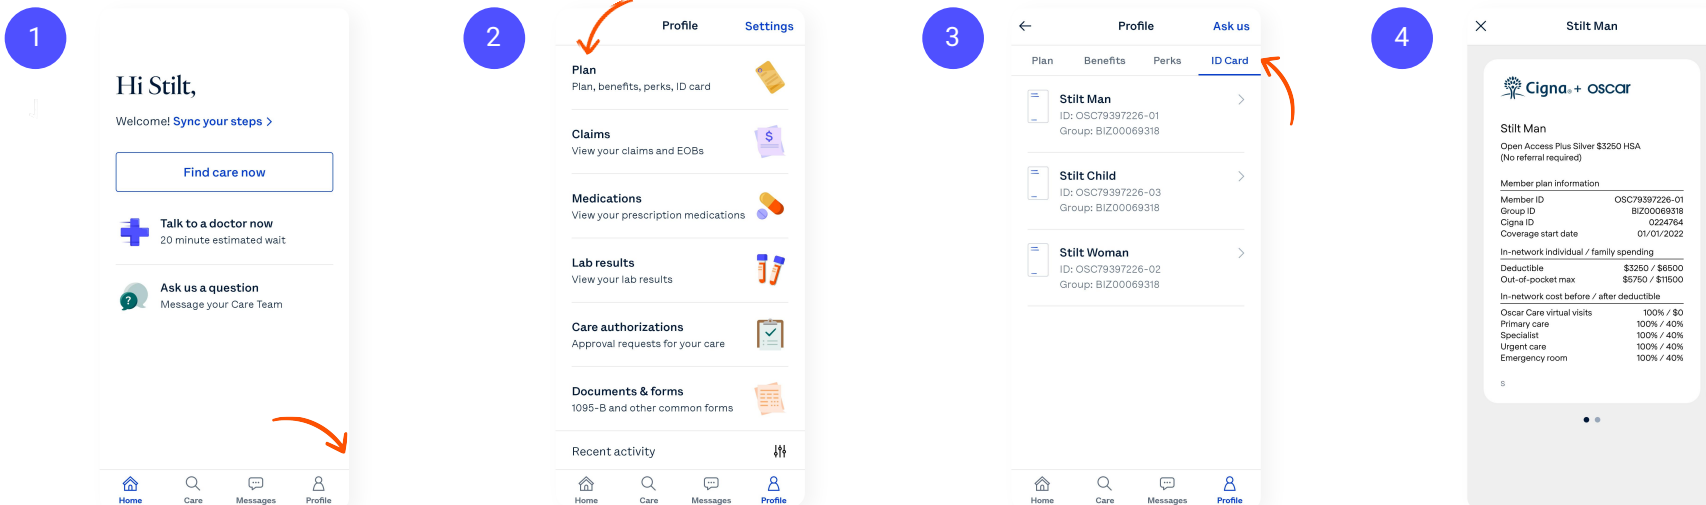 1
Hi Stilt,
Welcome! Sync your steps >
Find care now
Talk to a doctor now
20 minute estimated wait
Ask us a question
Message your Care Team
?
Home
Care
Messages
Profile
2
Profile
Settings
Plan
Plan, benefits, perks, ID card
Claims
View your claims and EOBs
$
Medications
View your prescription medications
Lab results
View your lab results
Care authorizations
Approval requests for your care
Documents & forms
1095-B and other common forms
Recent activity
Home
Care
Messages
Profile
3
Profile
Ask us
Plan
Benefits
Perks
ID Card
Stilt Man
ID: OSC79397226-01
Group: BIZ00069318
Stilt Child
ID: OSC79397226-03
Group: BIZ00069318
Stilt Woman
ID: OSC79397226-02
Group: BIZ00069318
Home
Care
Messages
Profile
4
Stilt Man
Cigna® + oscar
Stilt Man
Open Access Plus Silver $3250 HSA
(No referral required)
Member plan information
Member ID OSC79397226-01
Group ID BIZ00069318
Cigna ID 0224764
Coverage start date 01/01/2022
In-network individual / family spending
Deductible $3250 / $6500
Out-of-pocket max $5750 / $11500
In-network cost before / after deductible
Oscar Care virtual visits 100% / $0
Primary care 100% / 40%
Specialist 100% / 40%
Urgent care 100% / 40%
Emergency room 100% / 40%
S